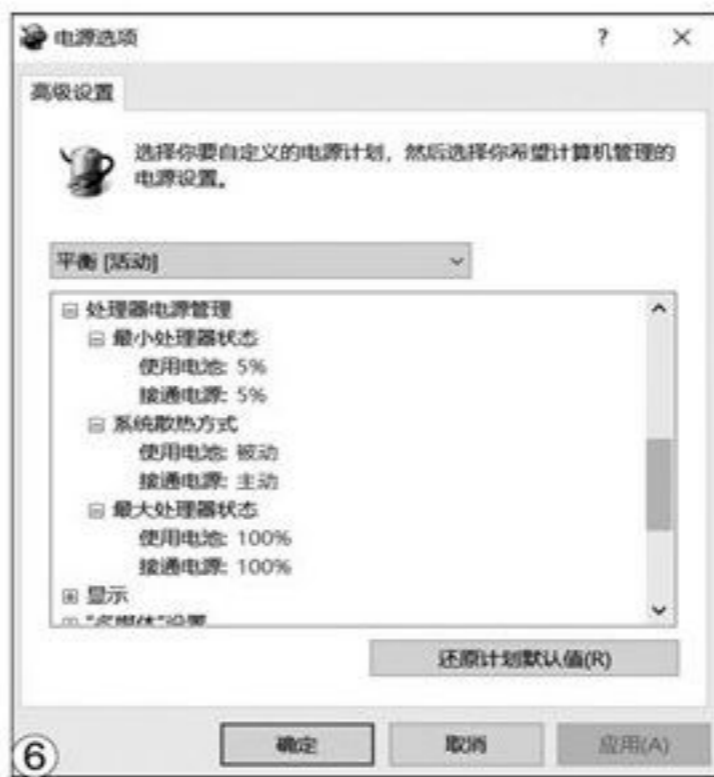 电源选项
高级设置
选择你要自定义的电源计划，然后选择你希望计算机管理的
电源设置。
平衡 [活动]
处理器电源管理
最小处理器状态
使用电池: 5%
接通电源: 5%
系统散热方式
使用电池: 被动
接通电源: 主动
最大处理器状态
使用电池: 100%
接通电源: 100%
显示
"多媒体"设置
还原计划默认值(R)
确定 取消 应用(A)
⑥